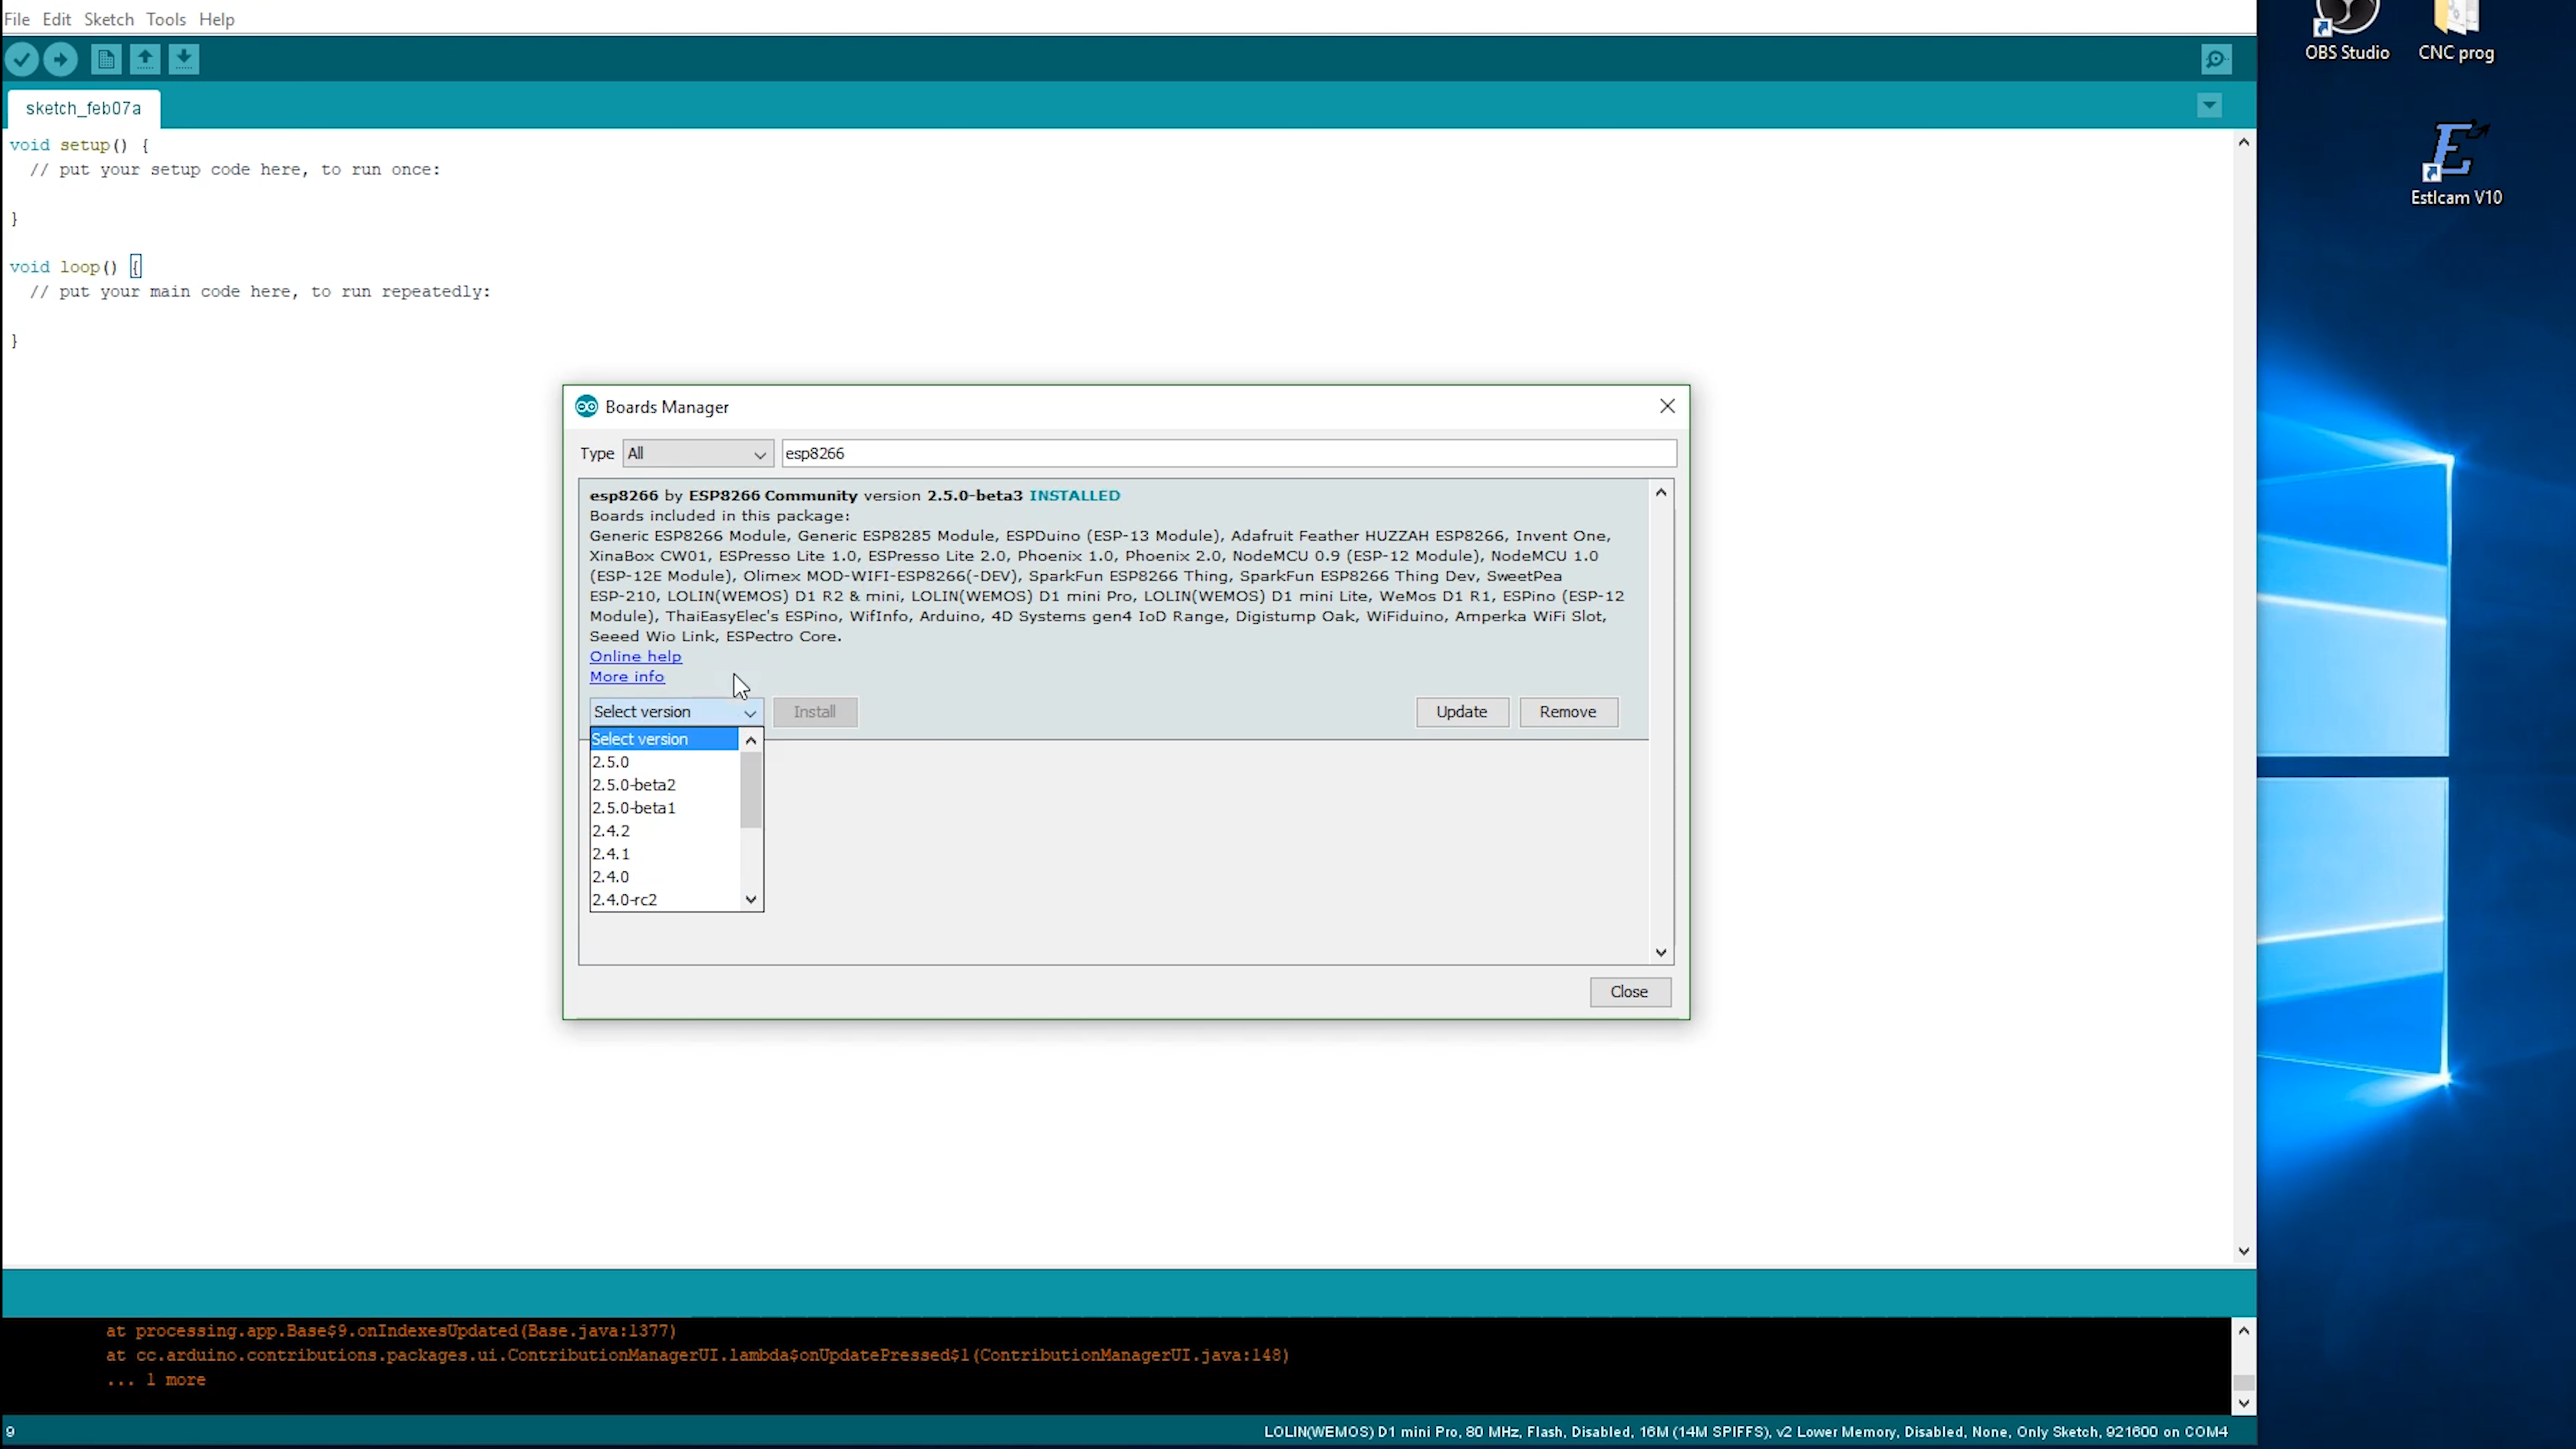 File Edit Sketch Tools Help
OBS Studio
CNC prog
sketch_feb07a
Estlcam V10
void setup() {
// put your setup code here, to run once:
}
void loop() {
// put your main code here, to run repeatedly:
}
Boards Manager
Type All esp8266
esp8266 by ESP8266 Community version 2.5.0-beta3 INSTALLED
Boards included in this package:
Generic ESP8266 Module, Generic ESP8285 Module, ESPDuino (ESP-13 Module), Adafruit Feather HUZZAH ESP8266, Invent One,
XinaBox CW01, ESPresso Lite 1.0, ESPresso Lite 2.0, Phoenix 1.0, Phoenix 2.0, NodeMCU 0.9 (ESP-12 Module), NodeMCU 1.0
(ESP-12E Module), Olimex MOD-WIFI-ESP8266(-DEV), SparkFun ESP8266 Thing, SparkFun ESP8266 Thing Dev, SweetPea
ESP-210, LOLIN(WEMOS) D1 R2 & mini, LOLIN(WEMOS) D1 mini Pro, LOLIN(WEMOS) D1 mini Lite, WeMos D1 R1, ESPino (ESP-12
Module), ThaiEasyElec's ESPino, WifInfo, Arduino, 4D Systems gen4 IoD Range, Digistump Oak, WiFiduino, Amperka WiFi Slot,
Seeed Wio Link, ESPectro Core.
Online help
More info
Select version Install Update Remove
Select version
2.5.0
2.5.0-beta2
2.5.0-beta1
2.4.2
2.4.1
2.4.0
2.4.0-rc2
Close
at processing.app.Base$9.onIndexesUpdated(Base.java:1377)
at cc.arduino.contributions.packages.ui.ContributionManagerUI.lambda$onUpdatePressed$1(ContributionManagerUI.java:148)
... 1 more
9 LOLIN(WEMOS) D1 mini Pro, 80 MHz, Flash, Disabled, 16M (14M SPIFFS), v2 Lower Memory, Disabled, None, Only Sketch, 921600 on COM4